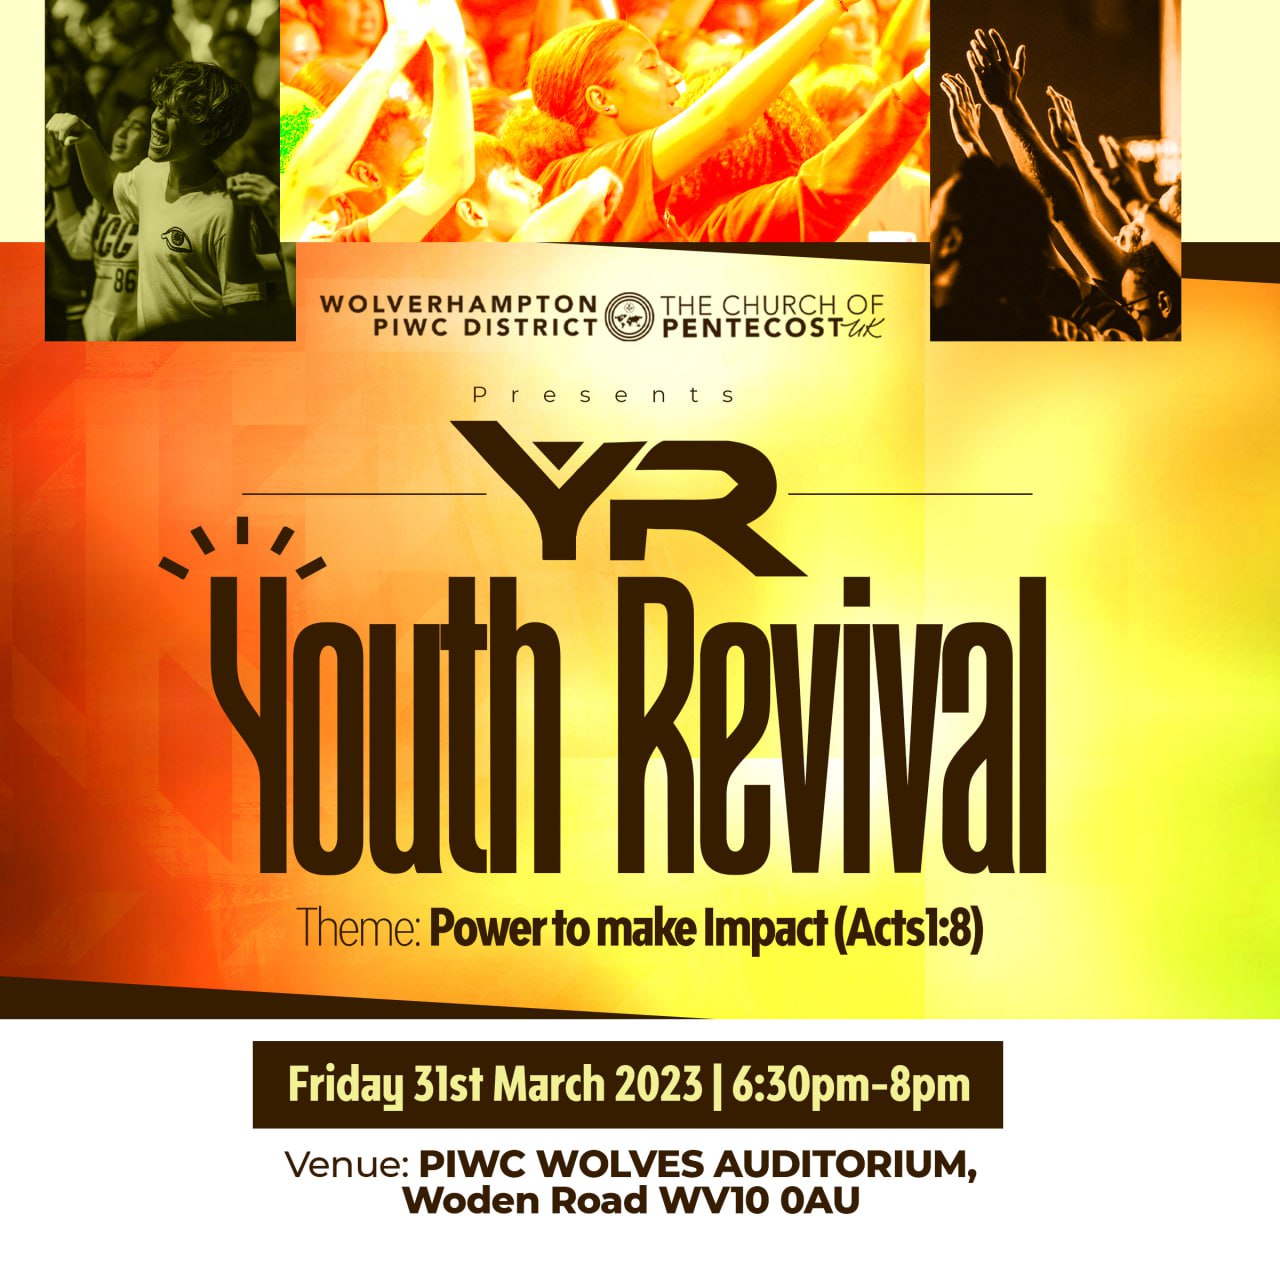 WOLVERHAMPTON
PIWC DISTRICT
THE CHURCH OF
PENTECOST UK
Presents
YR
Youth Revival
Theme: Power to make Impact (Acts1:8)
Friday 31st March 2023 | 6:30pm-8pm
Venue: PIWC WOLVES AUDITORIUM,
Woden Road WV10 0AU
86